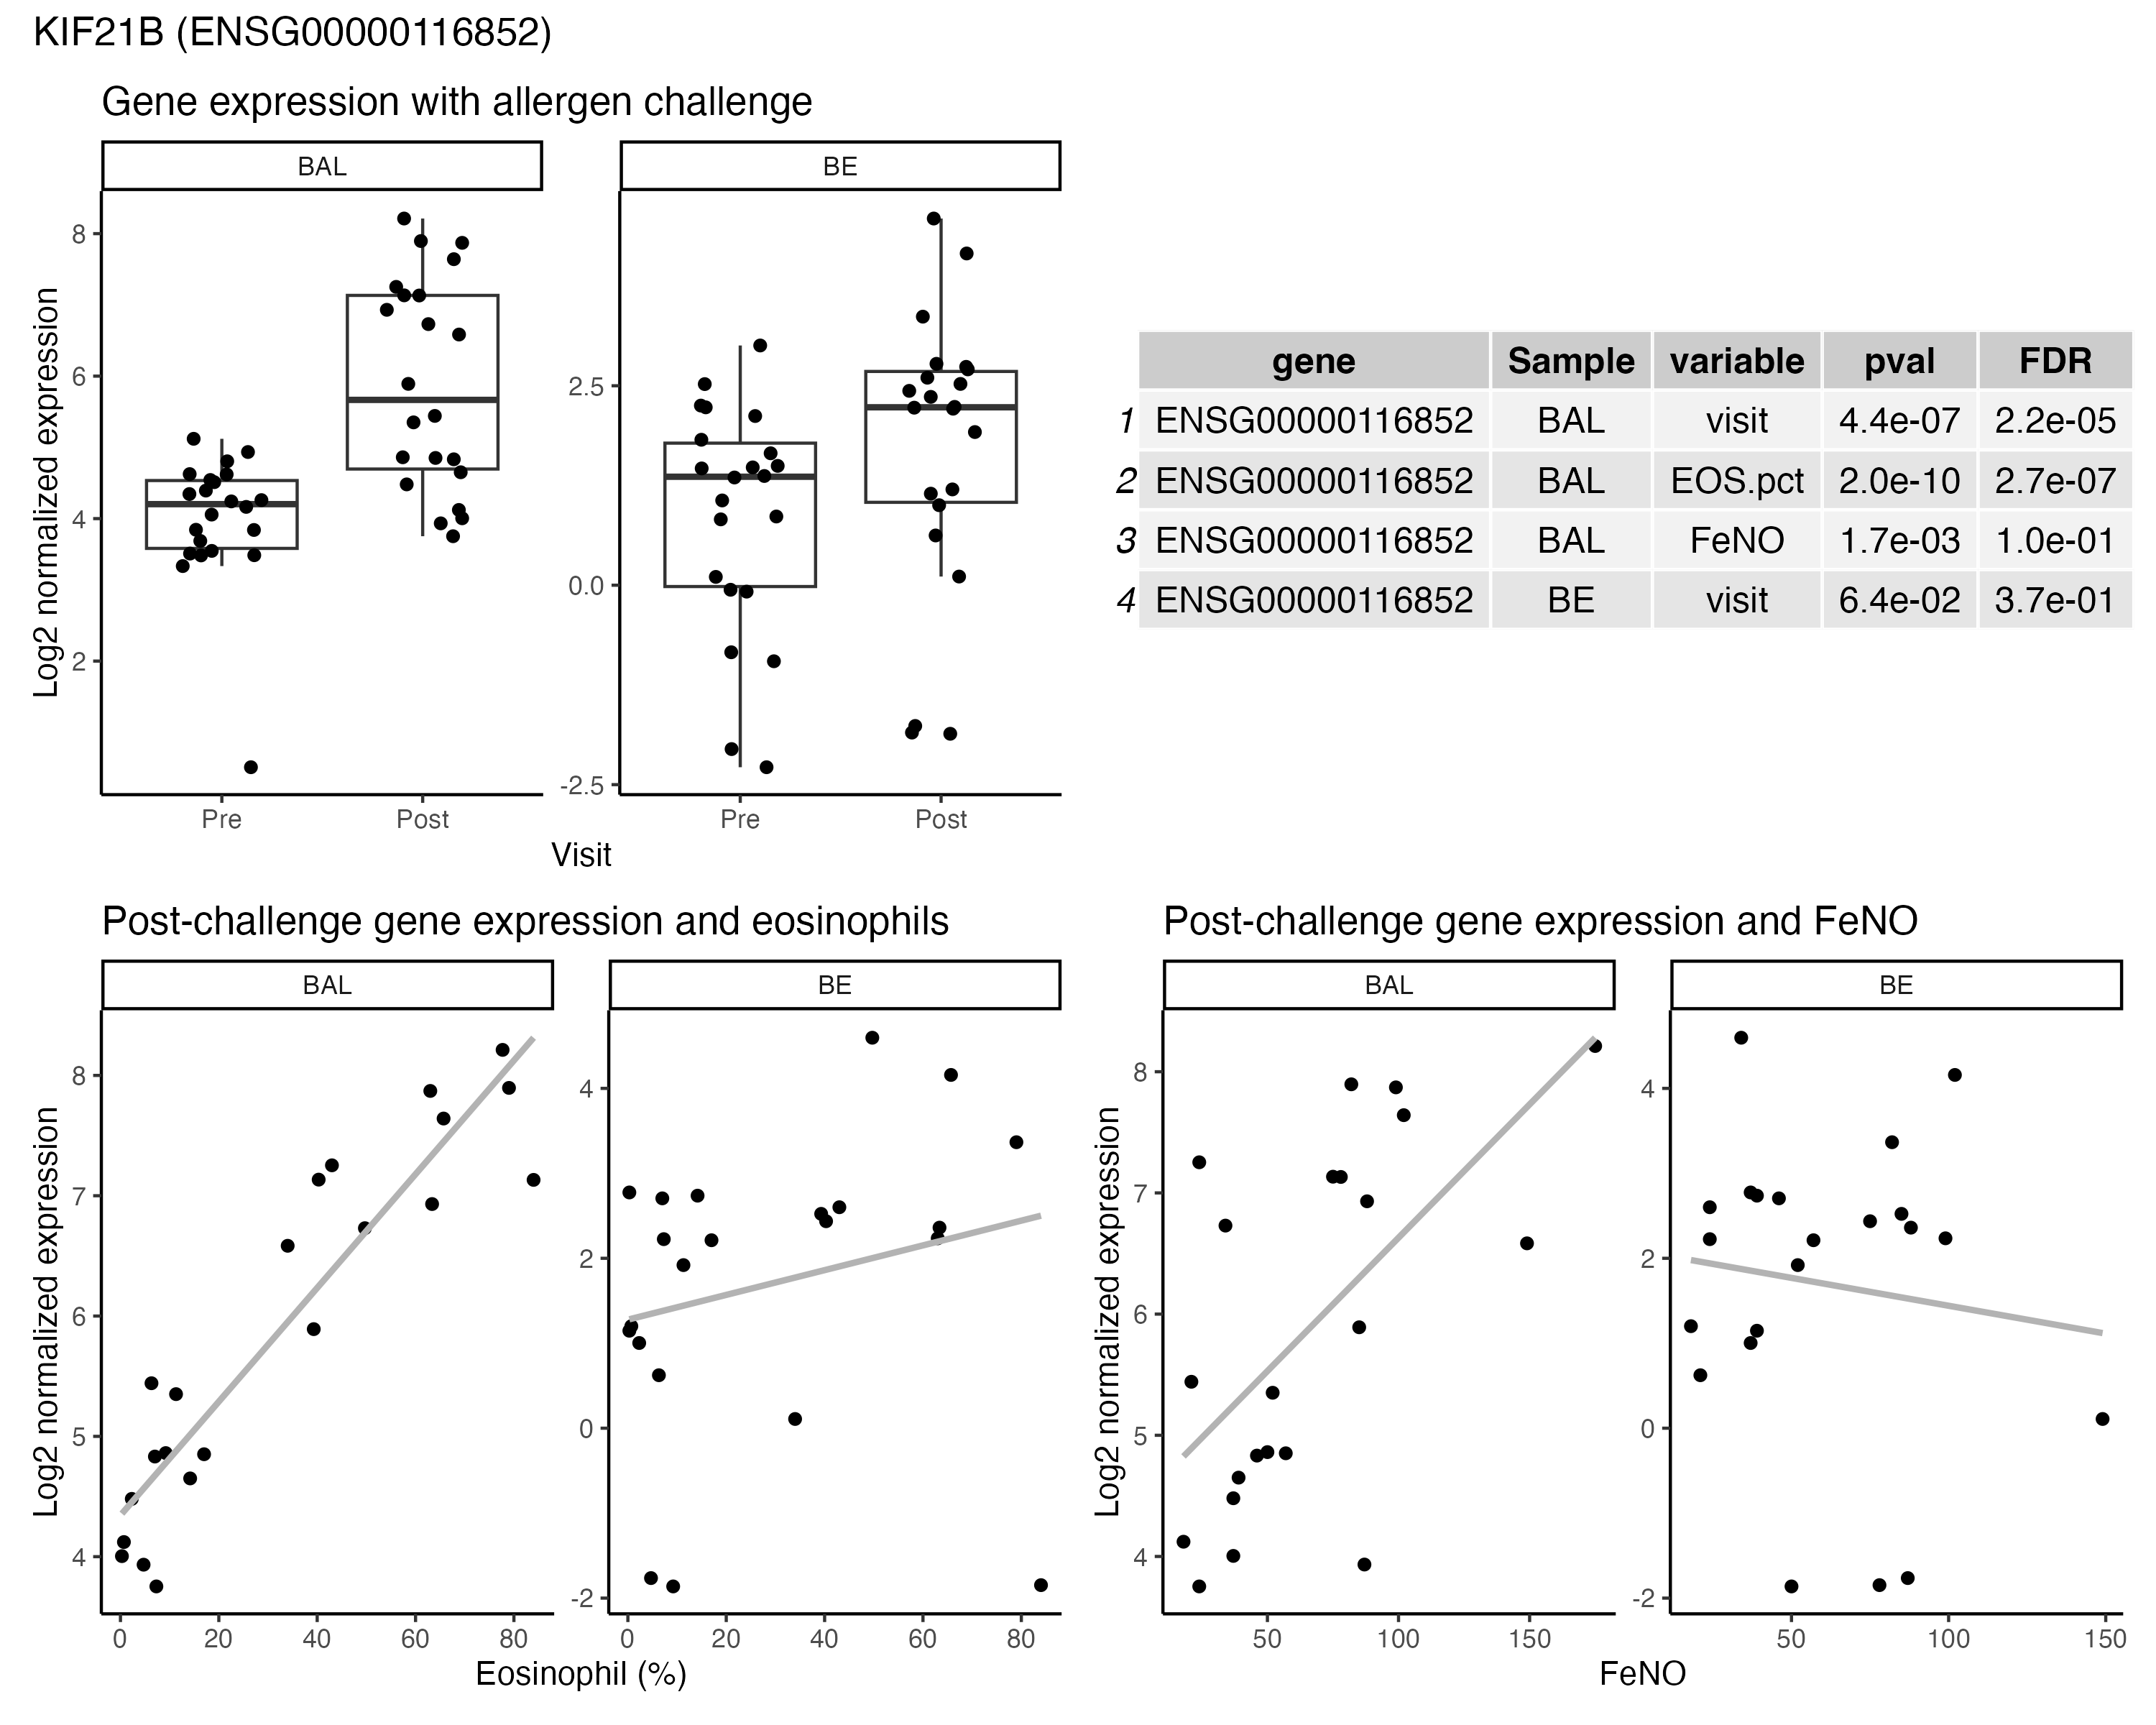 KIF21B (ENSG00000116852)
Gene expression with allergen challenge
BAL BE
Log2 normalized expression
8
6
4
2
2.5
0.0
-2.5
Pre Post Pre Post
Visit
gene Sample variable pval FDR
1 ENSG00000116852 BAL visit 4.4e-07 2.2e-05
2 ENSG00000116852 BAL EOS.pct 2.0e-10 2.7e-07
3 ENSG00000116852 BAL FeNO 1.7e-03 1.0e-01
4 ENSG00000116852 BE visit 6.4e-02 3.7e-01
Post-challenge gene expression and eosinophils
BAL BE
Log2 normalized expression
8
7
6
5
4
4
2
0
-2
0 20 40 60 80 0 20 40 60 80
Eosinophil (%)
Post-challenge gene expression and FeNO
BAL BE
Log2 normalized expression
8
7
6
5
4
4
2
0
-2
50 100 150 50 100 150
FeNO